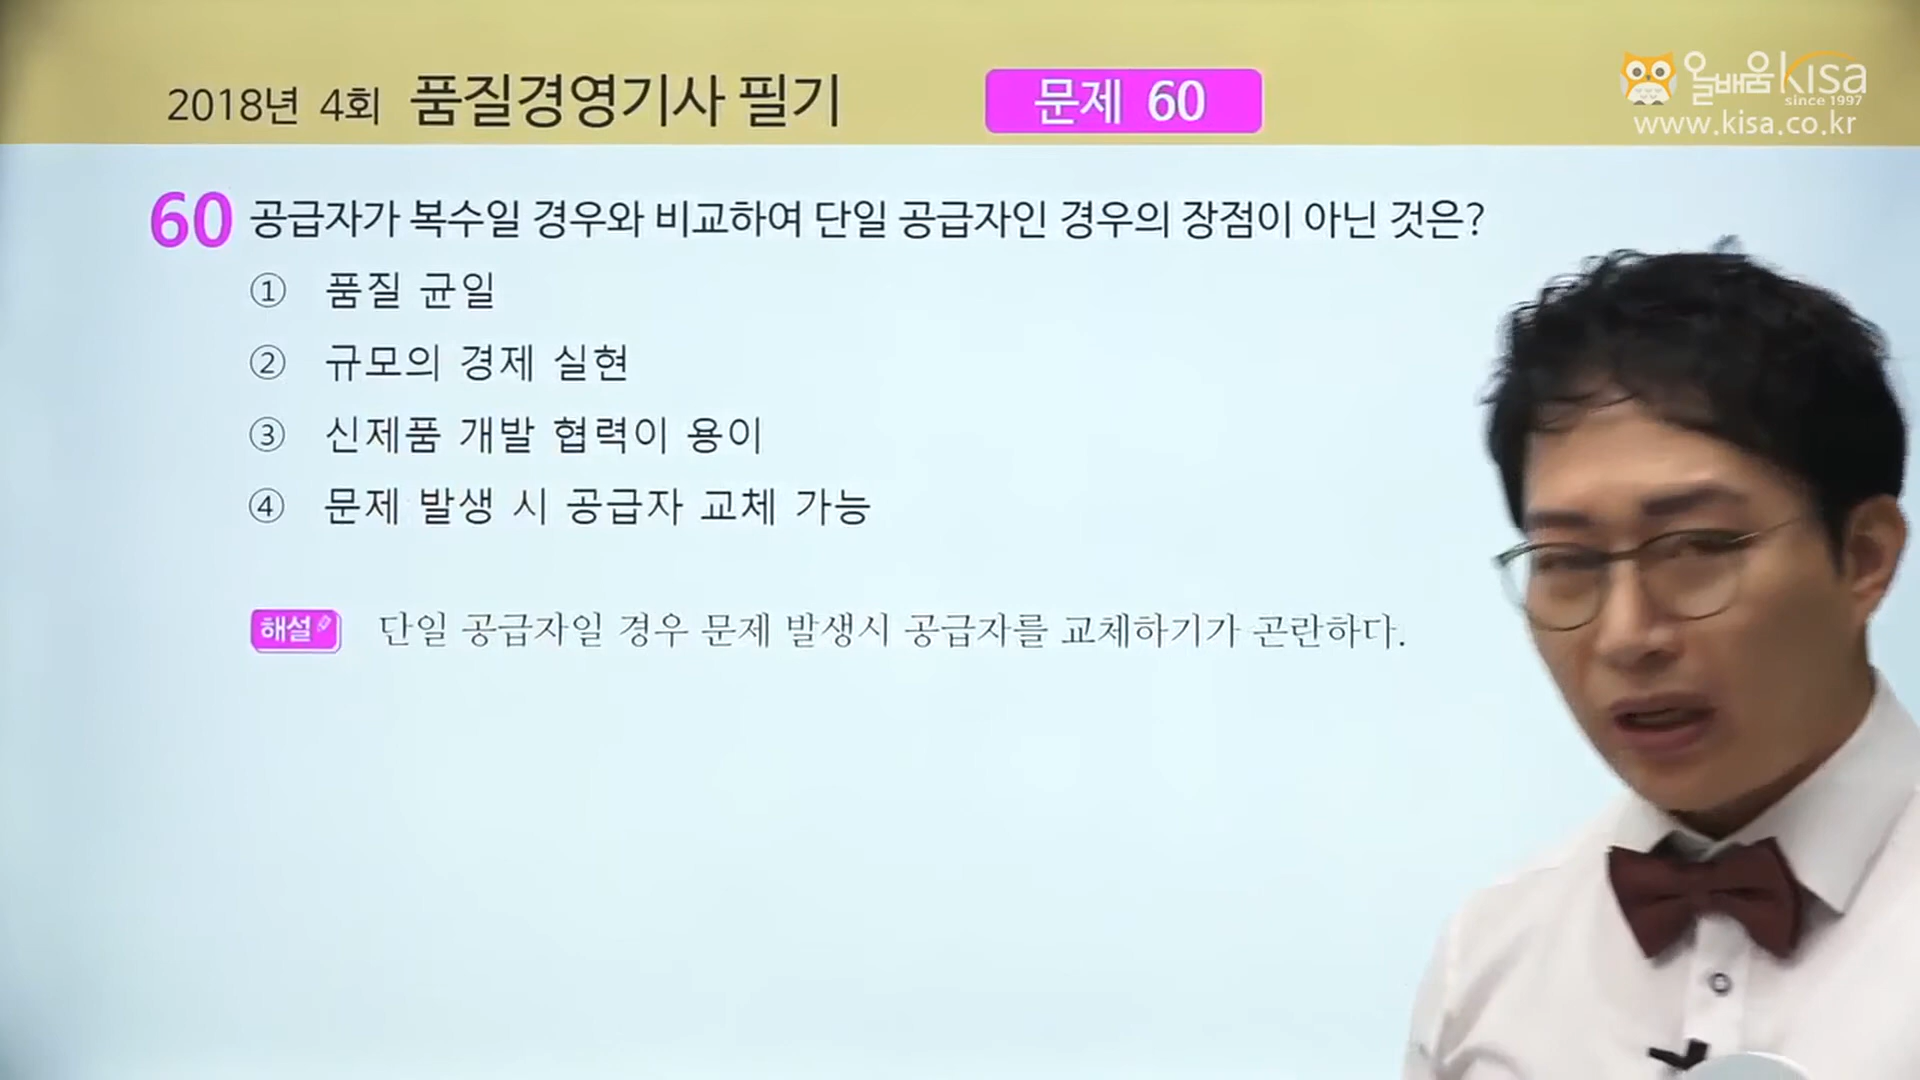 2018년 4회 품질경영기사 필기 문제 60
올배움 kisa
since 1997
www.kisa.co.kr
60 공급자가 복수일 경우와 비교하여 단일 공급자인 경우의 장점이 아닌 것은?
① 품질 균일
② 규모의 경제 실현
③ 신제품 개발 협력이 용이
④ 문제 발생 시 공급자 교체 가능
해설 단일 공급자일 경우 문제 발생시 공급자를 교체하기가 곤란하다.